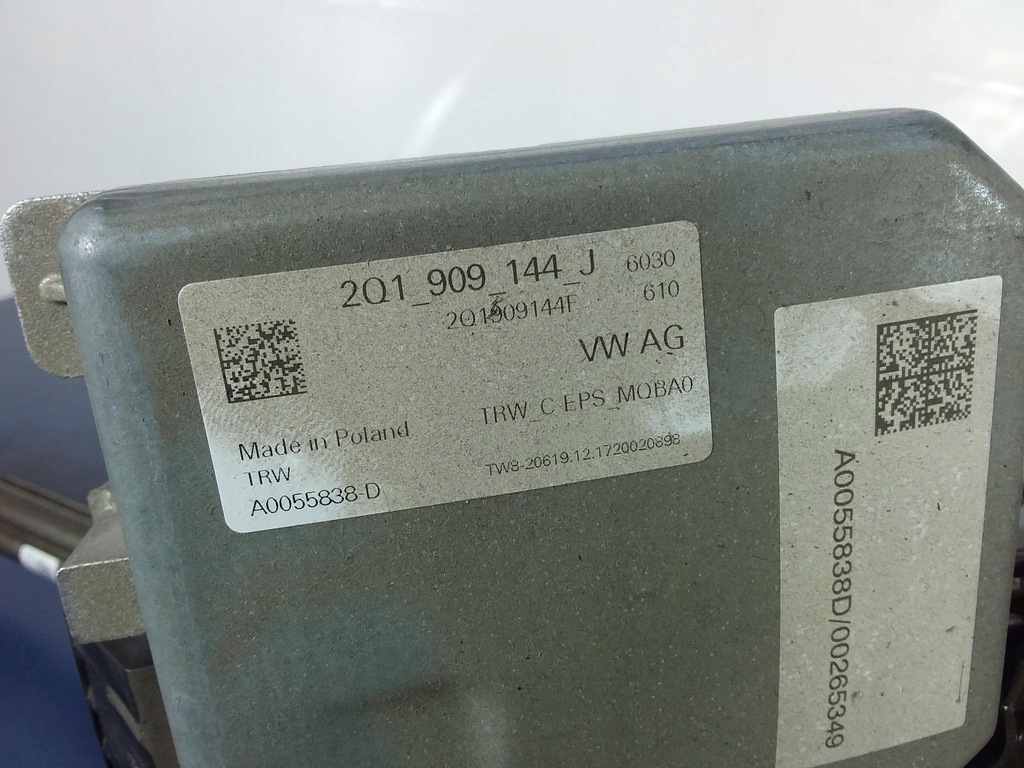 2Q1_909_144_J 6030
2Q1909144F 610
VW AG
TRW_C-EPS_MQBA0
Made in Poland
TRW
A0055838-D
TW8-20619.12.1720020898
A0055838D/00265349